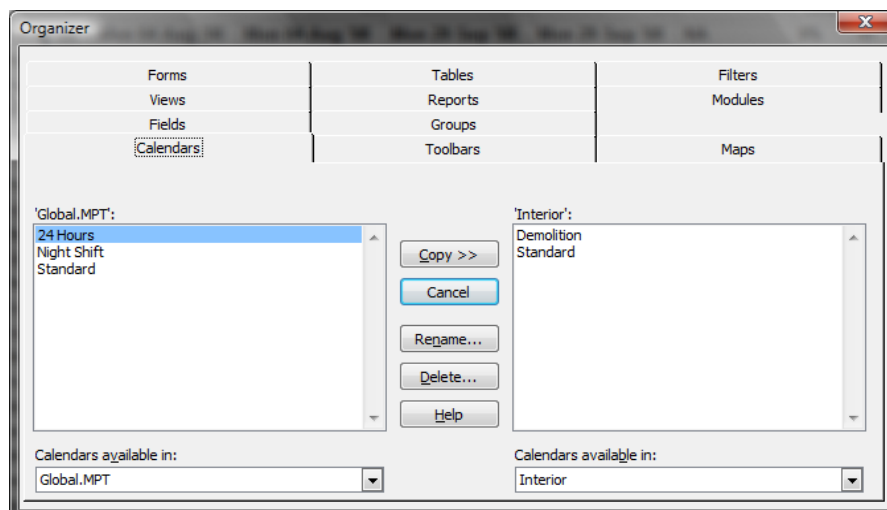 Organizer
Forms Tables Filters
Views Reports Modules
Fields Groups
Calendars Toolbars Maps
'Global.MPT': 'Interior':
24 Hours
Night Shift
Standard
Copy >>
Cancel
Rename...
Delete...
Help
Demolition
Standard
Calendars available in: Calendars available in:
Global.MPT Interior